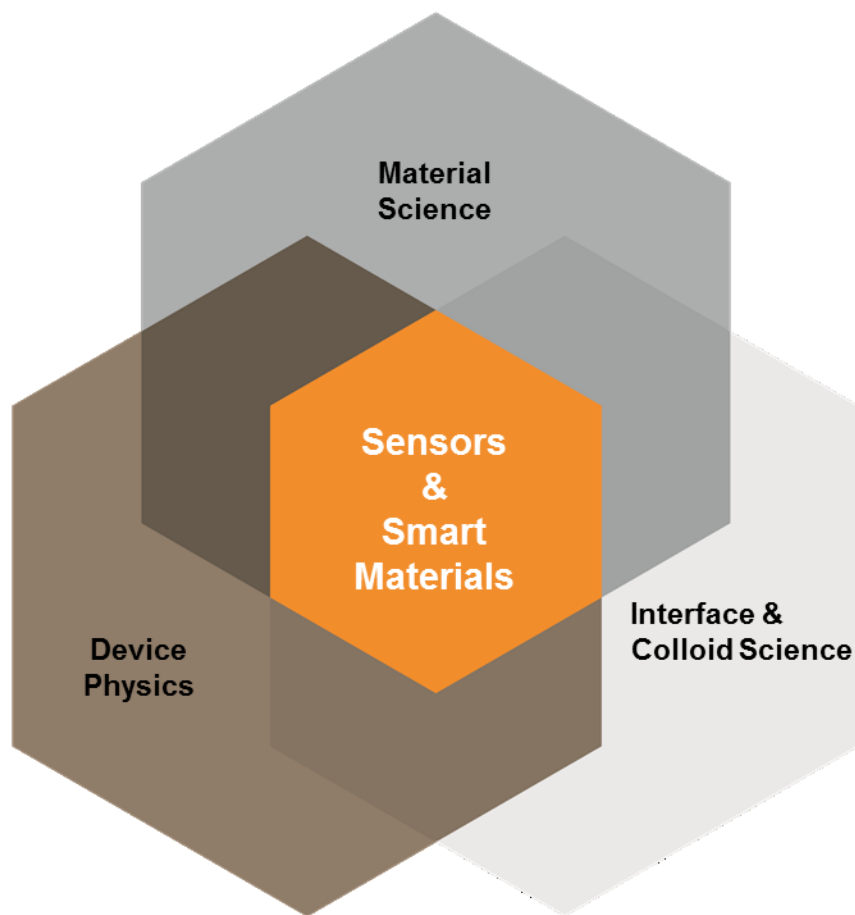 Material
Science
Sensors
&
Smart
Materials
Device
Physics
Interface &
Colloid Science